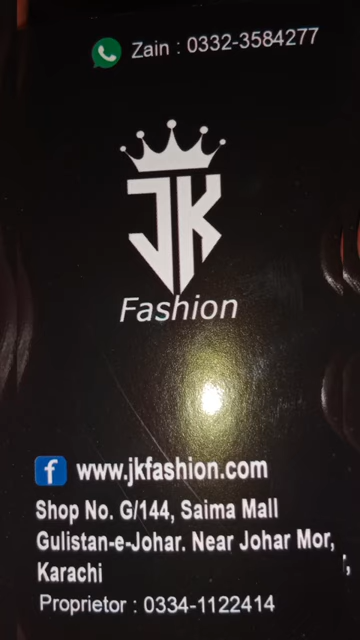 Zain : 0332-3584277
JK
Fashion
www.jkfashion.com
Shop No. G/144, Saima Mall
Gulistan-e-Johar. Near Johar Mor,
Karachi
Proprietor : 0334-1122414